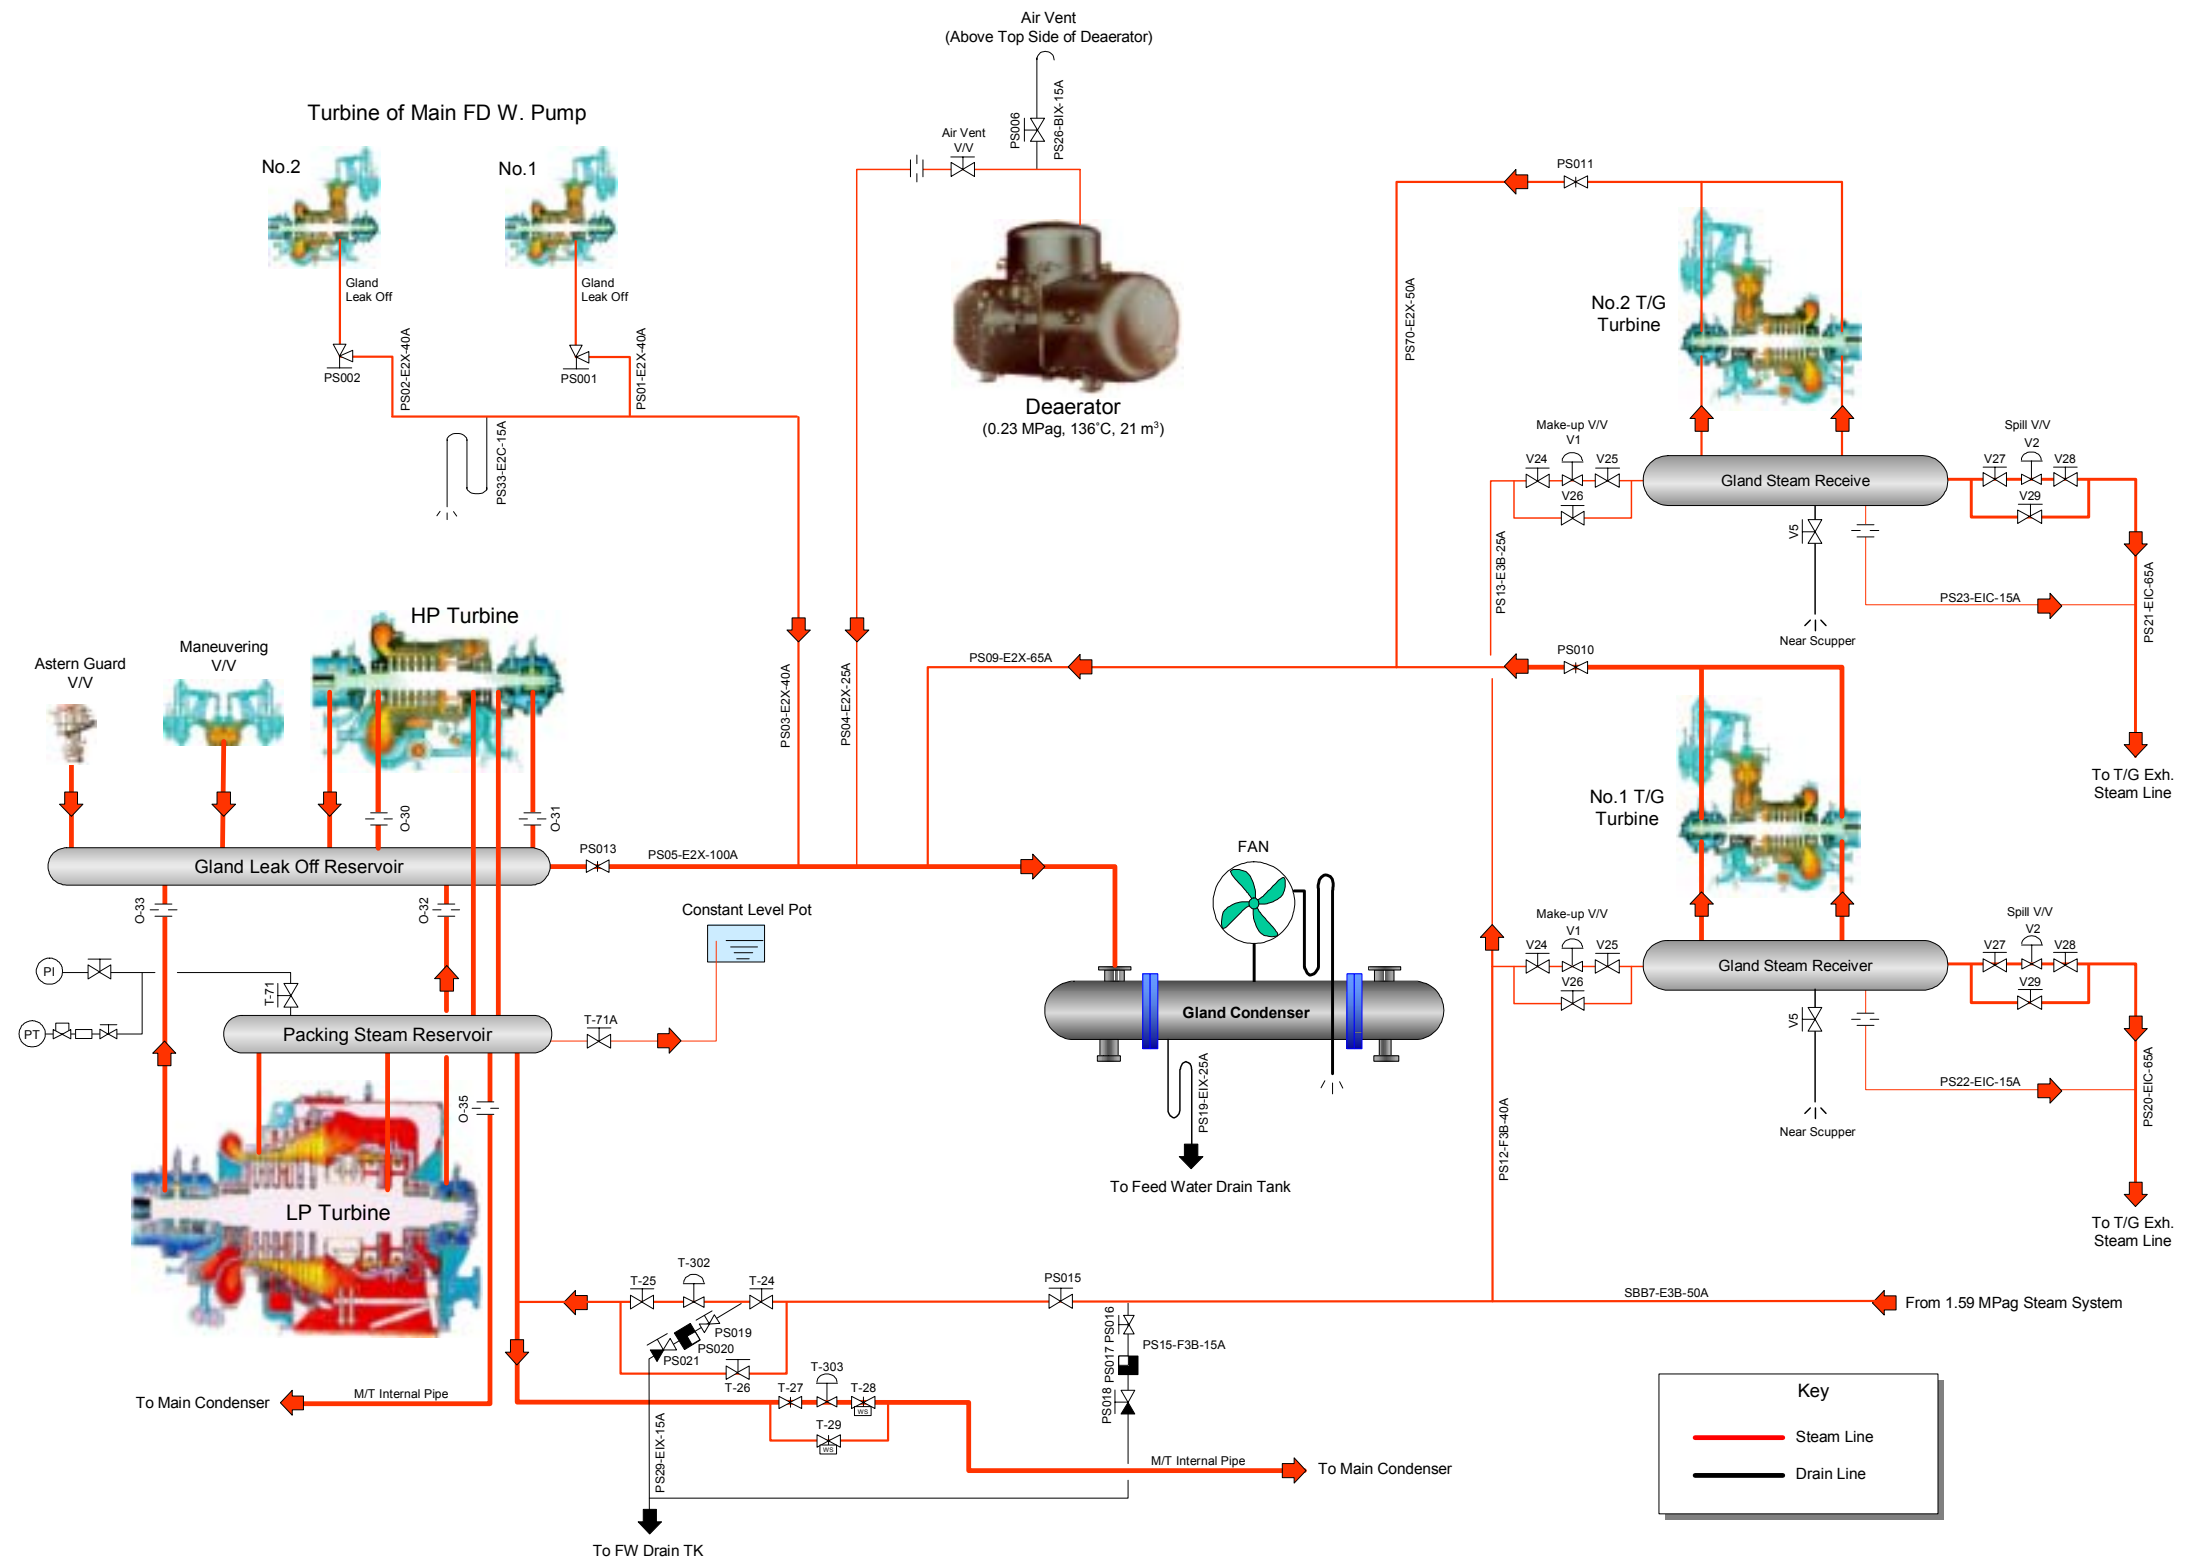 Air Vent
(Above Top Side of Deaerator)
PS006
PS26-BIX-15A
Air Vent
V/V
Turbine of Main FD W. Pump
No.2
No.1
Gland
Leak Off
Gland
Leak Off
PS002
PS001
PS02-E2X-40A
PS01-E2X-40A
PS33-E2C-15A
Deaerator
(0.23 MPag, 136˚C, 21 m³)
PS011
PS70-E2X-50A
No.2 T/G
Turbine
Make-up V/V
V1
V24
V25
V26
Gland Steam Receive
Spill V/V
V2
V27
V28
V29
V5
Near Scupper
PS13-E3B-25A
PS23-EIC-15A
PS21-EIC-65A
To T/G Exh.
Steam Line
HP Turbine
Maneuvering
V/V
Astern Guard
V/V
O-30
O-31
PS03-E2X-40A
PS04-E2X-25A
PS09-E2X-65A
PS010
No.1 T/G
Turbine
Gland Leak Off Reservoir
PS013
PS05-E2X-100A
O-33
O-32
Constant Level Pot
FAN
PI
PT
T-71
Packing Steam Reservoir
T-71A
Gland Condenser
Make-up V/V
V1
V24
V25
V26
Gland Steam Receiver
Spill V/V
V2
V27
V28
V29
V5
Near Scupper
PS22-EIC-15A
PS20-EIC-65A
To T/G Exh.
Steam Line
O-35
PS19-EIX-25A
To Feed Water Drain Tank
PS12-F3B-40A
LP Turbine
T-25
T-302
T-24
PS015
SBB7-E3B-50A
From 1.59 MPag Steam System
PS019
PS020
PS021
T-26
PS016
PS017
PS018
PS15-F3B-15A
T-303
T-27
T-28
WS
T-29
WS
To Main Condenser
M/T Internal Pipe
PS29-EIX-15A
M/T Internal Pipe
To Main Condenser
To FW Drain TK
Key
Steam Line
Drain Line